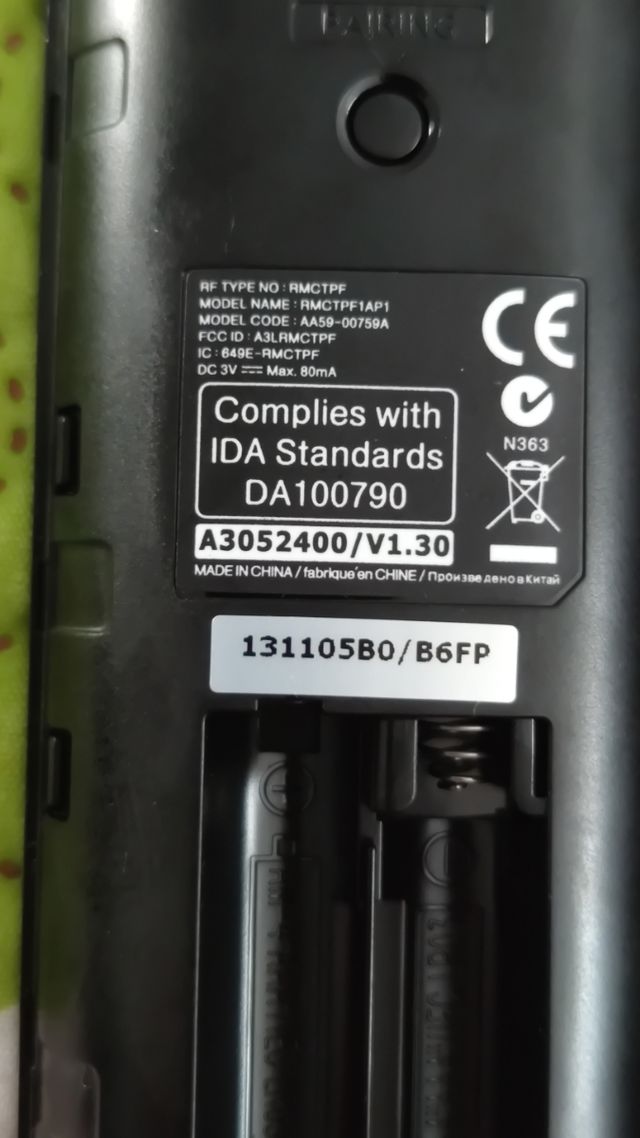 PAIRING
RF TYPE NO : RMCTPF
MODEL NAME : RMCTPF1AP1
MODEL CODE : AA59-00759A
FCC ID : A3LRMCTPF
IC : 649E-RMCTPF
DC 3V Max. 80mA
Complies with
IDA Standards
DA100790
N363
A3052400/V1.30
MADE IN CHINA / fabriqué en CHINE / Произведено в Китай
131105B0/B6FP